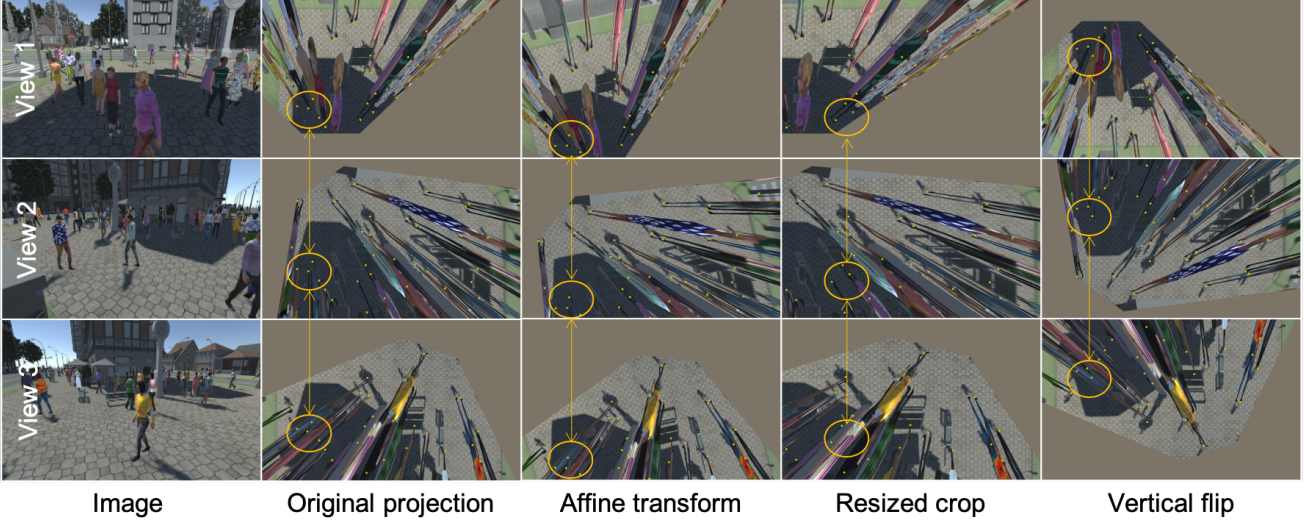 View 1
View 2
View 3
Image
Original projection
Affine transform
Resized crop
Vertical flip